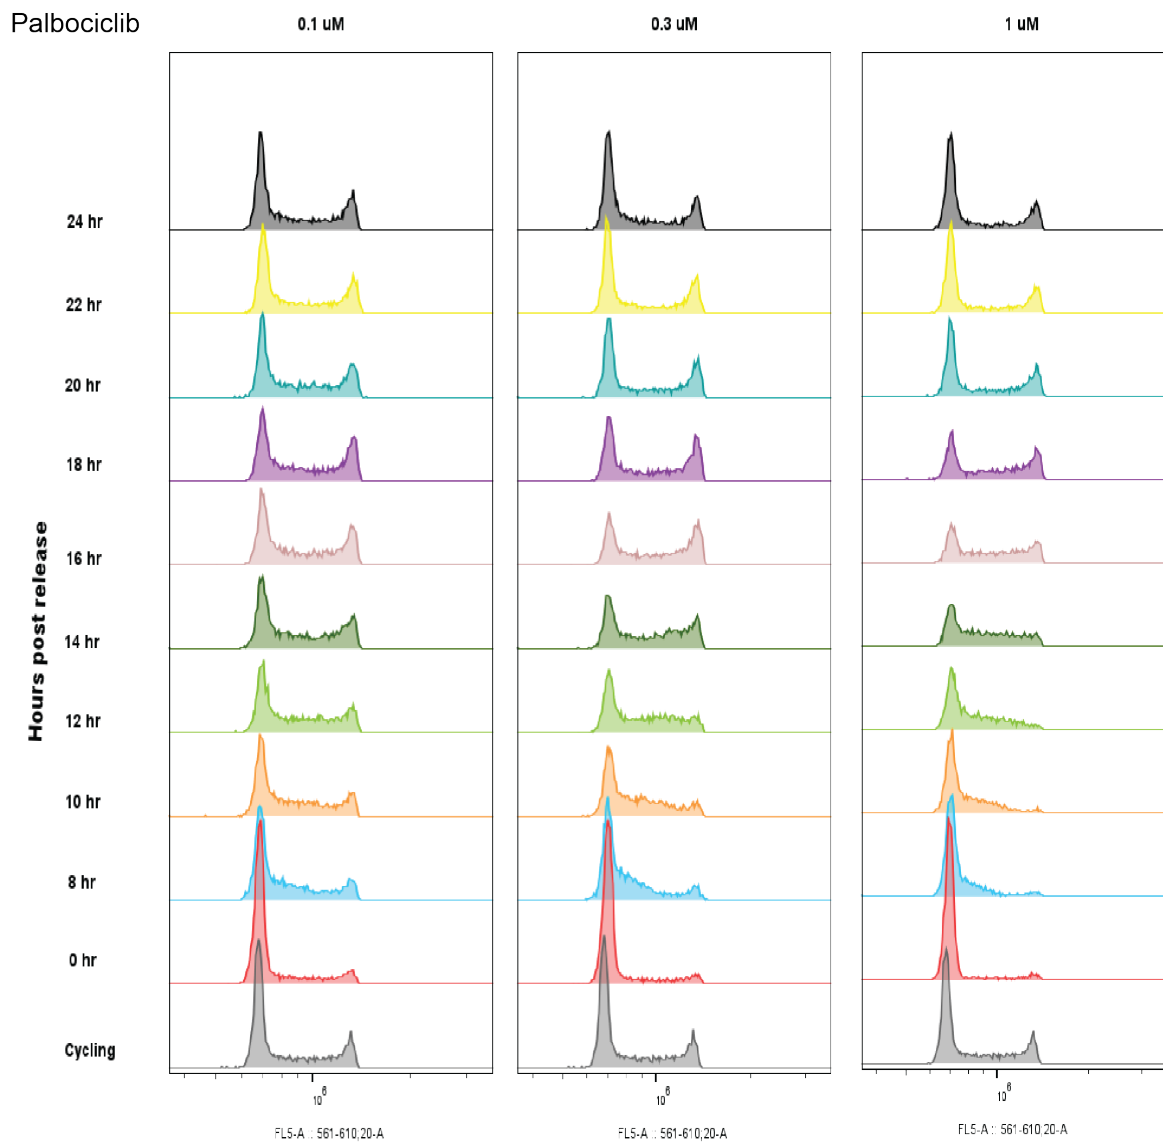 Palbociclib
0.1 uM
0.3 uM
1 uM
24 hr
22 hr
20 hr
18 hr
16 hr
14 hr
12 hr
10 hr
8 hr
0 hr
Cycling
Hours post release
10^6
10^6
10^6
FL5-A :: 561-610;20-A
FL5-A :: 561-610;20-A
FL5-A :: 561-610;20-A